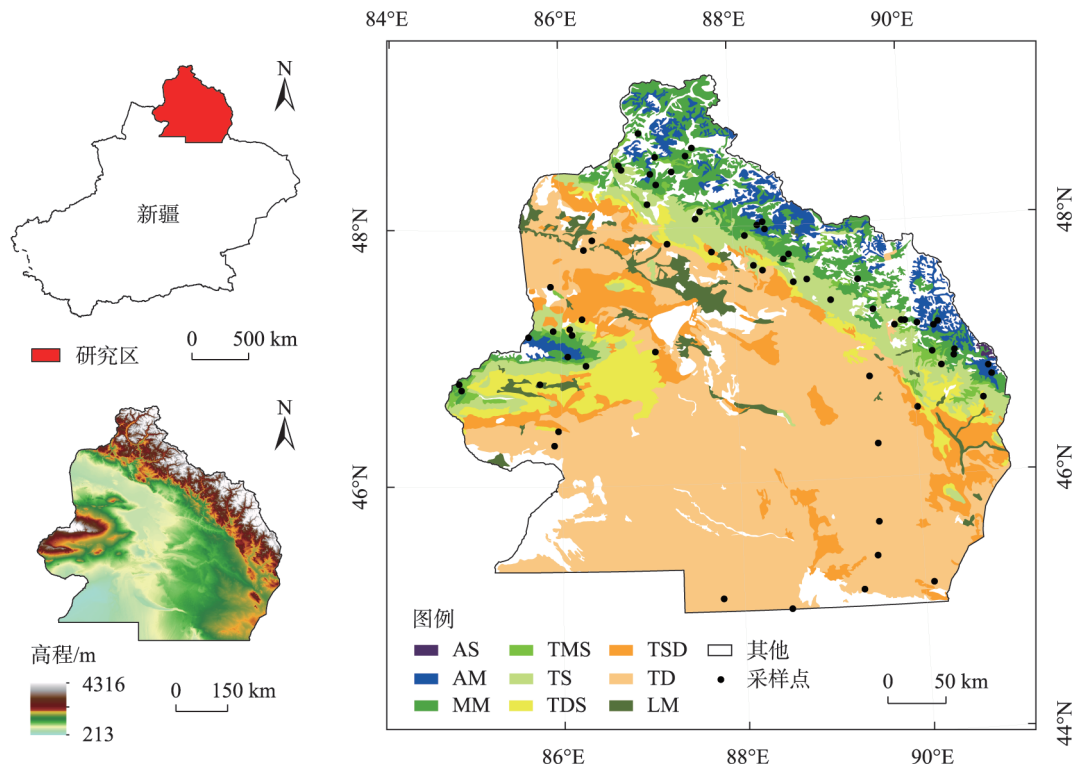 N
新疆
0 500 km
研究区
N
高程/m
4316
213
0 150 km
84°E 86°E 88°E 90°E
48°N 48°N
46°N 46°N
44°N
图例
AS TMS TSD 其他
AM TS TD 采样点
MM TDS LM
0 50 km
86°E 88°E 90°E